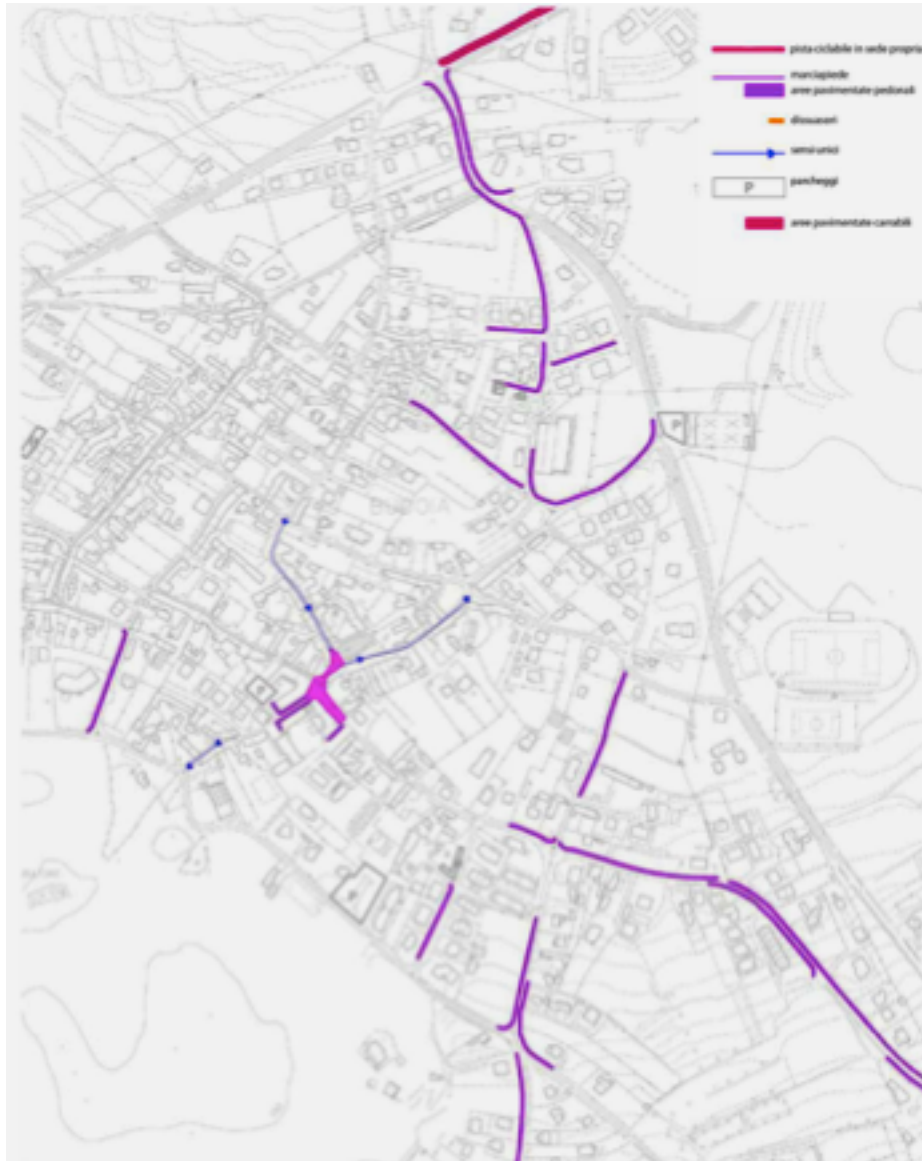 pista ciclabile in sede propria
marciapiede
aree pavimentate pedonali
dissuasori
sensi unici
P
parcheggi
aree pavimentate carrabili
P
P
P
P